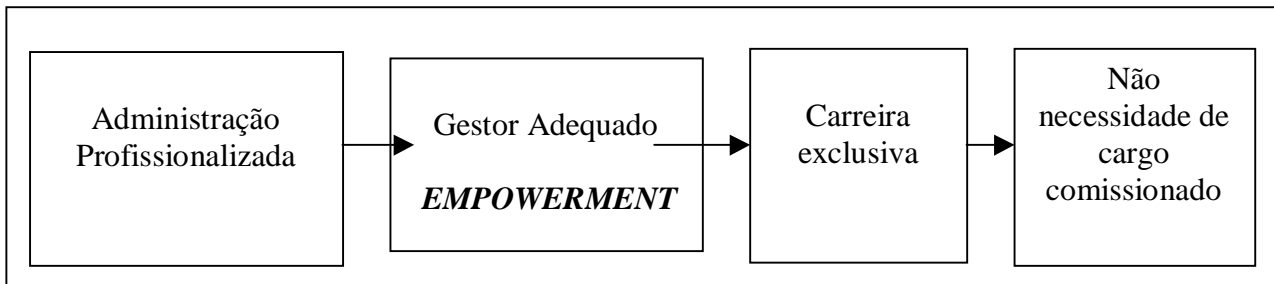 Administração
Profissionalizada
Gestor Adequado
EMPOWERMENT
Carreira
exclusiva
Não
necessidade de
cargo
comissionado